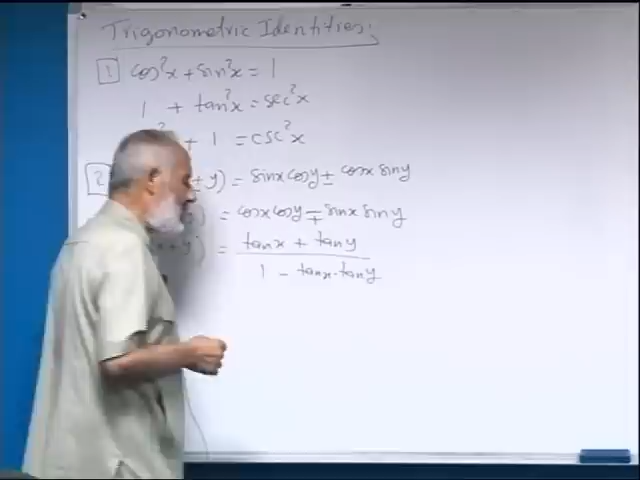 Trigonometric Identities:
1 cos²x + sin²x = 1
1 + tan²x = sec²x
² + 1 = csc²x
2 ± y) = sinx cosy ± cosx siny
) = cosx cosy ∓ sinx siny
x + y) = tanx + tany
1 - tanx · tany